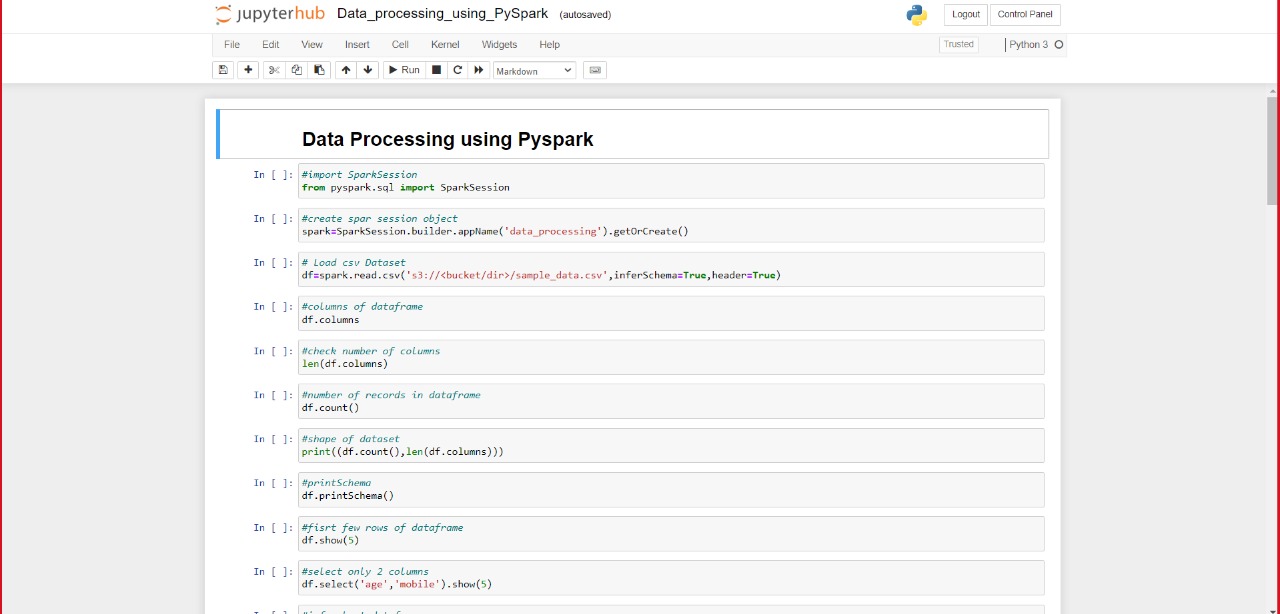 jupyterhub Data_processing_using_PySpark (autosaved) Logout Control Panel
File Edit View Insert Cell Kernel Widgets Help Trusted Python 3
Run Markdown
Data Processing using Pyspark
In [ ]: #import SparkSession
from pyspark.sql import SparkSession
In [ ]: #create spar session object
spark=SparkSession.builder.appName('data_processing').getOrCreate()
In [ ]: # Load csv Dataset
df=spark.read.csv('s3://<bucket/dir>/sample_data.csv',inferSchema=True,header=True)
In [ ]: #columns of dataframe
df.columns
In [ ]: #check number of columns
len(df.columns)
In [ ]: #number of records in dataframe
df.count()
In [ ]: #shape of dataset
print((df.count(),len(df.columns)))
In [ ]: #printSchema
df.printSchema()
In [ ]: #fisrt few rows of dataframe
df.show(5)
In [ ]: #select only 2 columns
df.select('age','mobile').show(5)